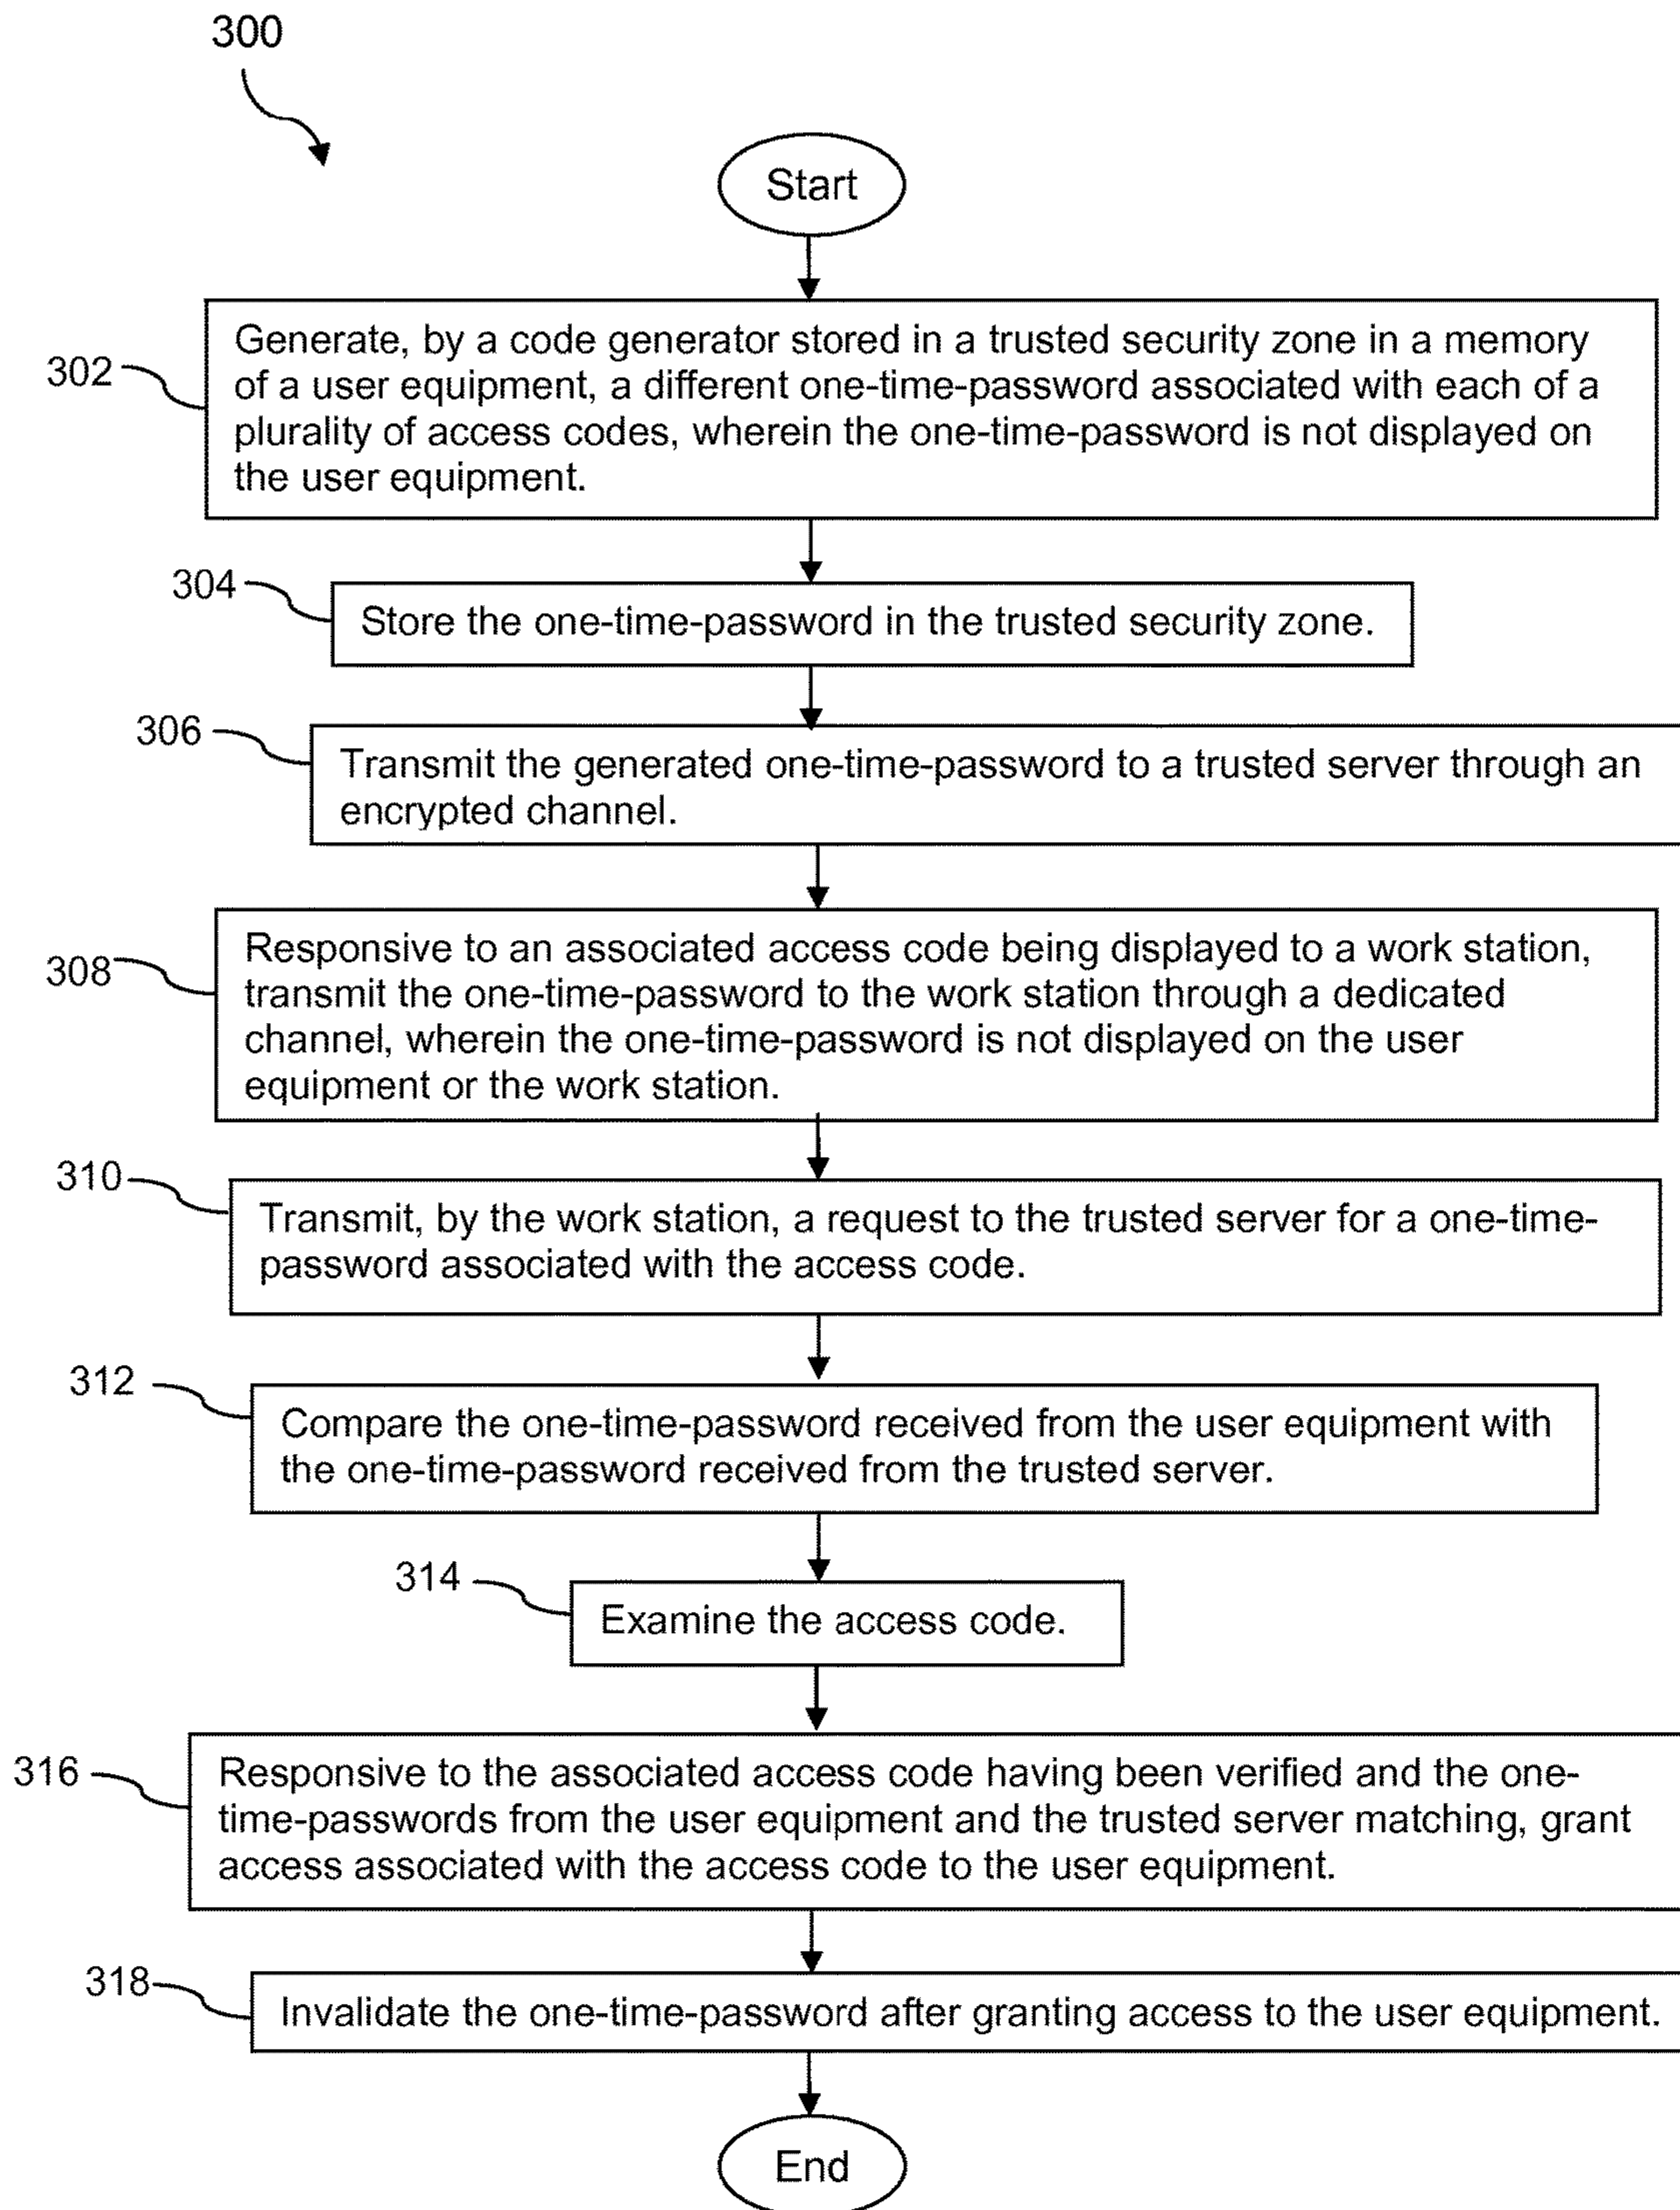 300
Start
302
Generate, by a code generator stored in a trusted security zone in a memory
of a user equipment, a different one-time-password associated with each of a
plurality of access codes, wherein the one-time-password is not displayed on
the user equipment.
304
Store the one-time-password in the trusted security zone.
306
Transmit the generated one-time-password to a trusted server through an
encrypted channel.
308
Responsive to an associated access code being displayed to a work station,
transmit the one-time-password to the work station through a dedicated
channel, wherein the one-time-password is not displayed on the user
equipment or the work station.
310
Transmit, by the work station, a request to the trusted server for a one-time-
password associated with the access code.
312
Compare the one-time-password received from the user equipment with
the one-time-password received from the trusted server.
314
Examine the access code.
316
Responsive to the associated access code having been verified and the one-
time-passwords from the user equipment and the trusted server matching, grant
access associated with the access code to the user equipment.
318
Invalidate the one-time-password after granting access to the user equipment.
End